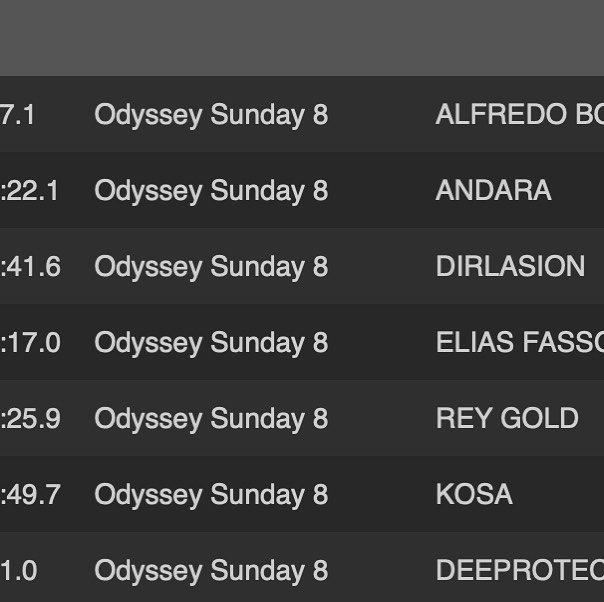 7.1 Odyssey Sunday 8 ALFREDO BO
:22.1 Odyssey Sunday 8 ANDARA
:41.6 Odyssey Sunday 8 DIRLASION
:17.0 Odyssey Sunday 8 ELIAS FASSO
:25.9 Odyssey Sunday 8 REY GOLD
:49.7 Odyssey Sunday 8 KOSA
1.0 Odyssey Sunday 8 DEEPROTEC